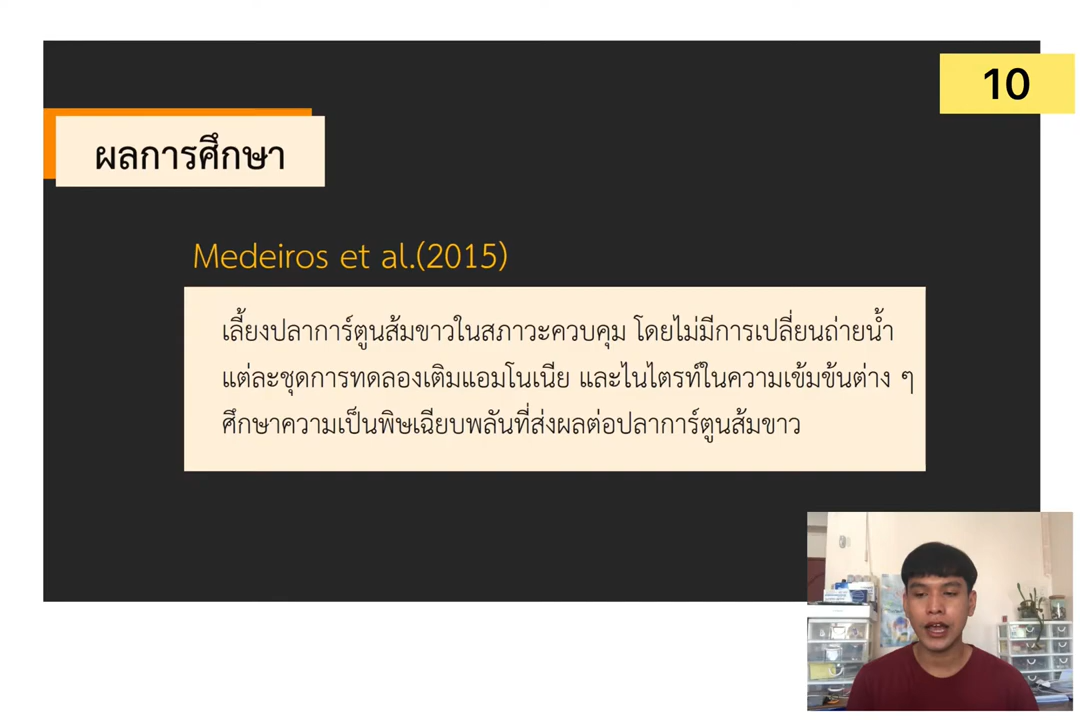 10
ผลการศึกษา
Medeiros et al.(2015)
เลี้ยงปลาการ์ตูนส้มขาวในสภาวะควบคุม โดยไม่มีการเปลี่ยนถ่ายน้ำ
แต่ละชุดการทดลองเติมแอมโนเนีย และไนไตรท์ในความเข้มข้นต่าง ๆ
ศึกษาความเป็นพิษเฉียบพลันที่ส่งผลต่อปลาการ์ตูนส้มขาว